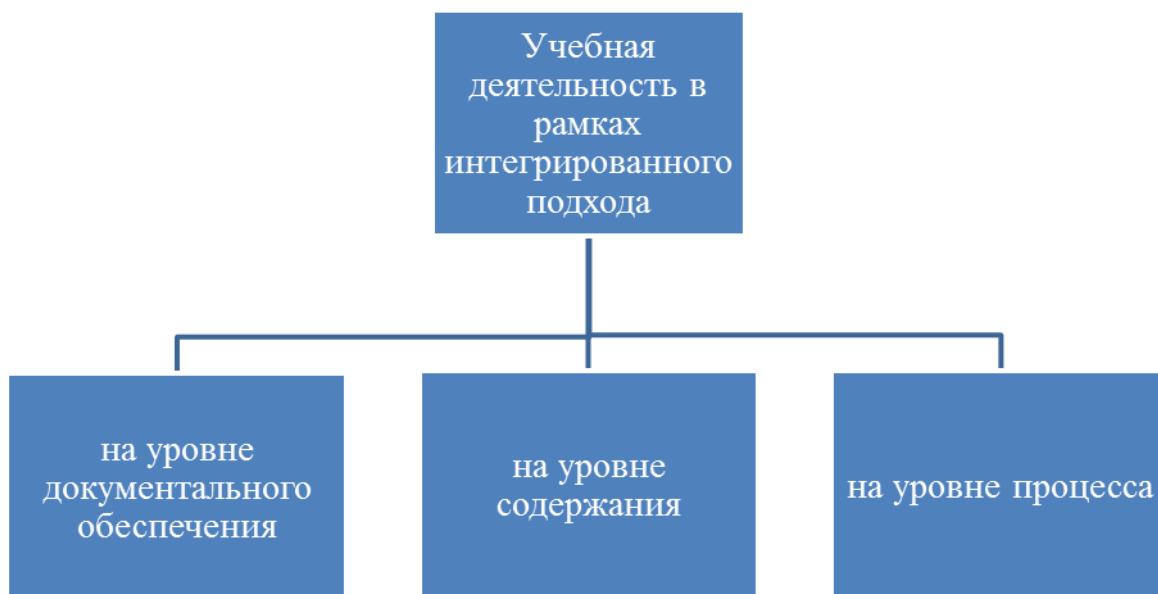 Учебная
деятельность в
рамках
интегрированного
подхода
на уровне
документального
обеспечения
на уровне
содержания
на уровне процесса